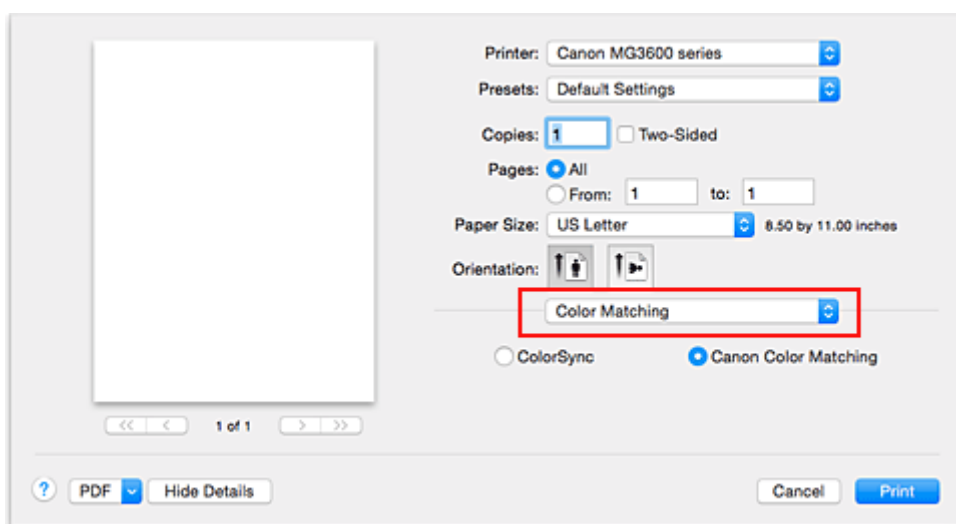 Printer: Canon MG3600 series
Presets: Default Settings
Copies: 1 Two-Sided
Pages: All
From: 1 to: 1
Paper Size: US Letter 8.50 by 11.00 inches
Orientation:
Color Matching
ColorSync Canon Color Matching
<< < 1 of 1 > >>
? PDF Hide Details Cancel Print